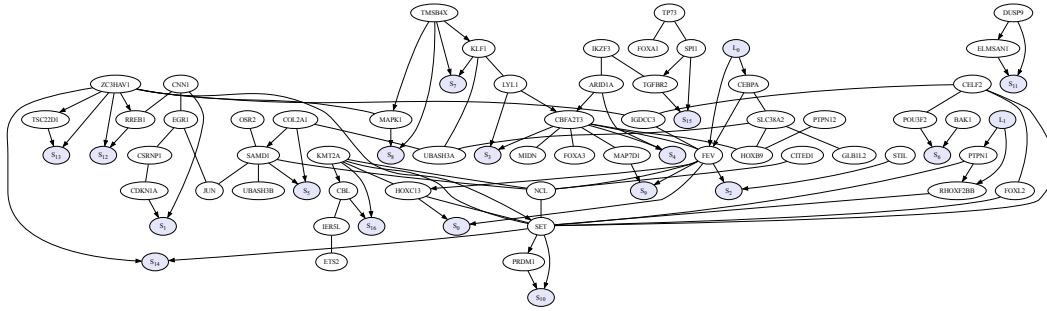 TMSB4X TP73 DUSP9
KLF1 IKZF3 FOXA1 SPI1 L0 ELMSAN1
ZC3HAV1 CNN1 S7 LYL1 ARID1A TGFBR2 CEBPA CELF2 S11
TSC22D1 RREB1 EGR1 OSR2 COL2A1 MAPK1 CBFA2T3 IGDCC3 S15 SLC38A2 PTPN12 POU3F2 BAK1 L1
S13 S12 CSRNP1 SAMD1 KMT2A S8 UBASH3A S3 MIDN FOXA3 MAP7D1 S4 FEV HOXB9 CITED1 GLB1L2 STIL S6 PTPN1
CDKN1A JUN UBASH3B S5 CBL HOXC13 NCL S9 S2 RHOXF2BB FOXL2
S1 IER5L S16 S0 SET
S14 ETS2 PRDM1
S10